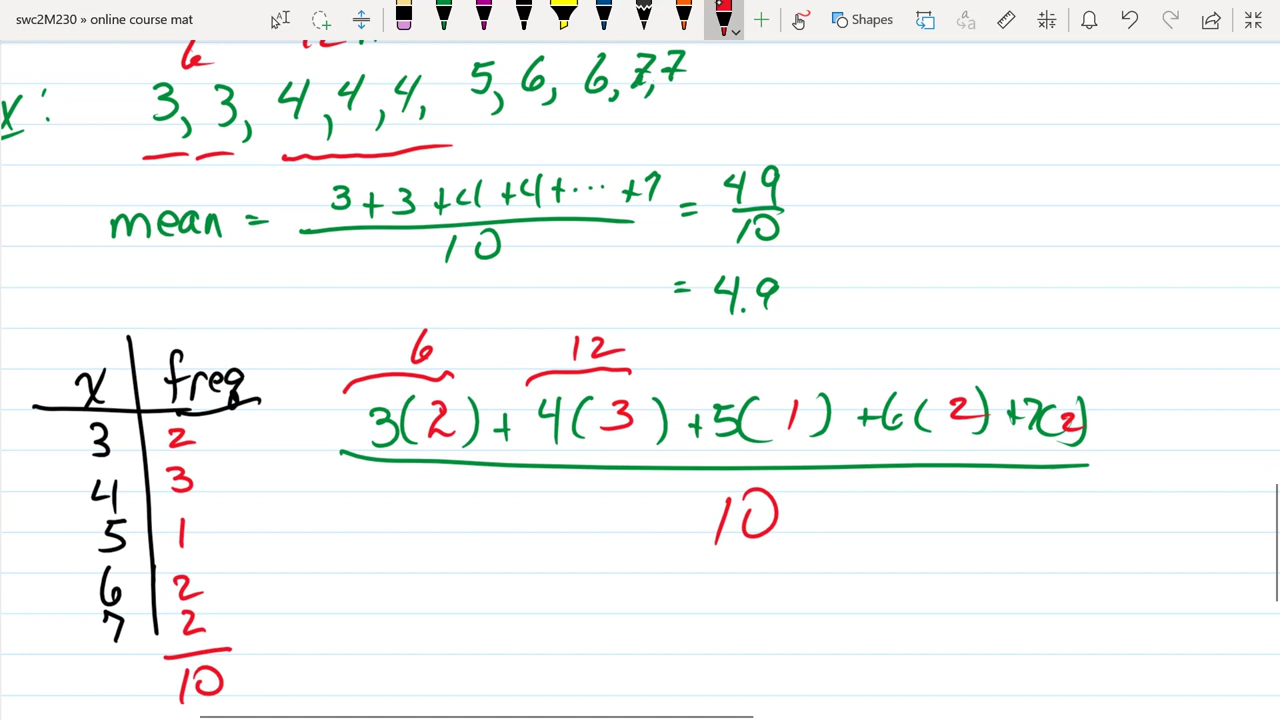 swc2M230 » online course mat
Shapes
6
x: 3, 3, 4, 4, 4, 5, 6, 6, 7, 7
mean = 3 + 3 + 4 + 4 + ... + 7 / 10 = 49 / 10
= 4.9
6 12
3(2) + 4(3) + 5(1) + 6(2) + 7(2)
10
x freq
3 2
4 3
5 1
6 2
7 2
10